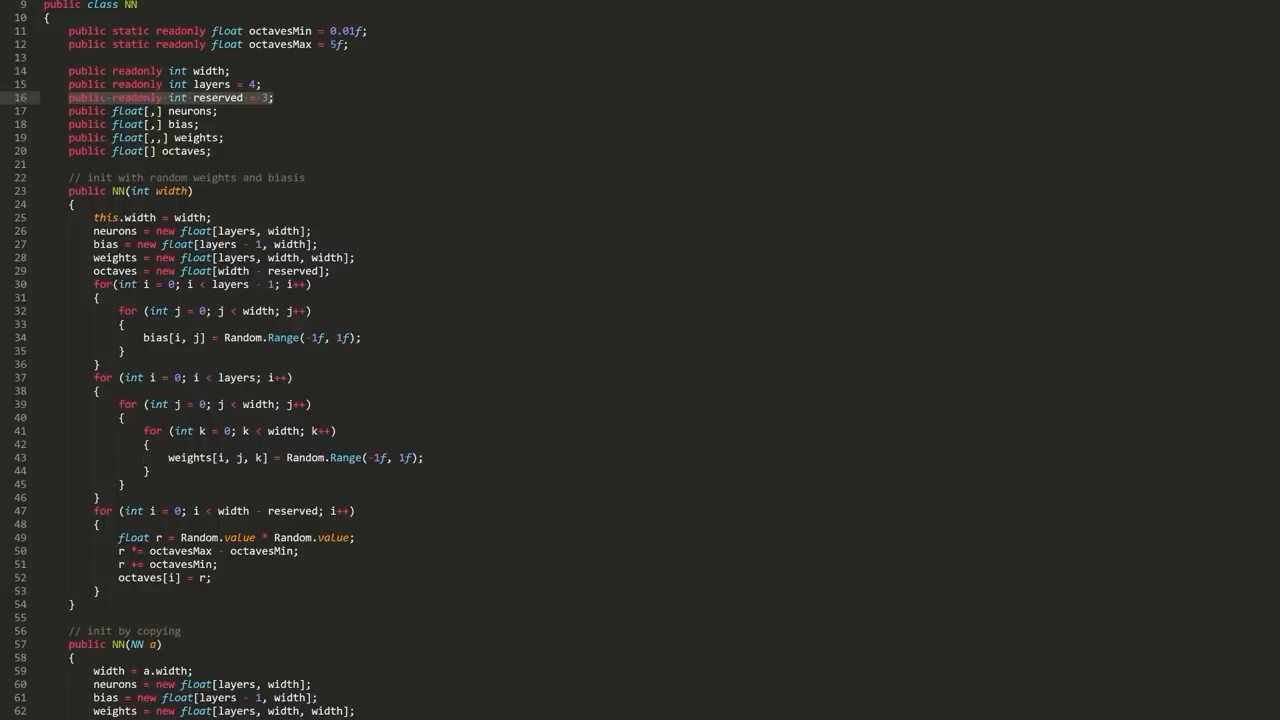 9 public class NN
10 {
11 public static readonly float octavesMin = 0.01f;
12 public static readonly float octavesMax = 5f;
13
14 public readonly int width;
15 public readonly int layers = 4;
16 public readonly int reserved = 3;
17 public float[,] neurons;
18 public float[,] bias;
19 public float[,,] weights;
20 public float[] octaves;
21
22 // init with random weights and biasis
23 public NN(int width)
24 {
25 this.width = width;
26 neurons = new float[layers, width];
27 bias = new float[layers - 1, width];
28 weights = new float[layers, width, width];
29 octaves = new float[width - reserved];
30 for(int i = 0; i < layers - 1; i++)
31 {
32 for (int j = 0; j < width; j++)
33 {
34 bias[i, j] = Random.Range(-1f, 1f);
35 }
36 }
37 for (int i = 0; i < layers; i++)
38 {
39 for (int j = 0; j < width; j++)
40 {
41 for (int k = 0; k < width; k++)
42 {
43 weights[i, j, k] = Random.Range(-1f, 1f);
44 }
45 }
46 }
47 for (int i = 0; i < width - reserved; i++)
48 {
49 float r = Random.value * Random.value;
50 r *= octavesMax - octavesMin;
51 r += octavesMin;
52 octaves[i] = r;
53 }
54 }
55
56 // init by copying
57 public NN(NN a)
58 {
59 width = a.width;
60 neurons = new float[layers, width];
61 bias = new float[layers - 1, width];
62 weights = new float[layers, width, width];